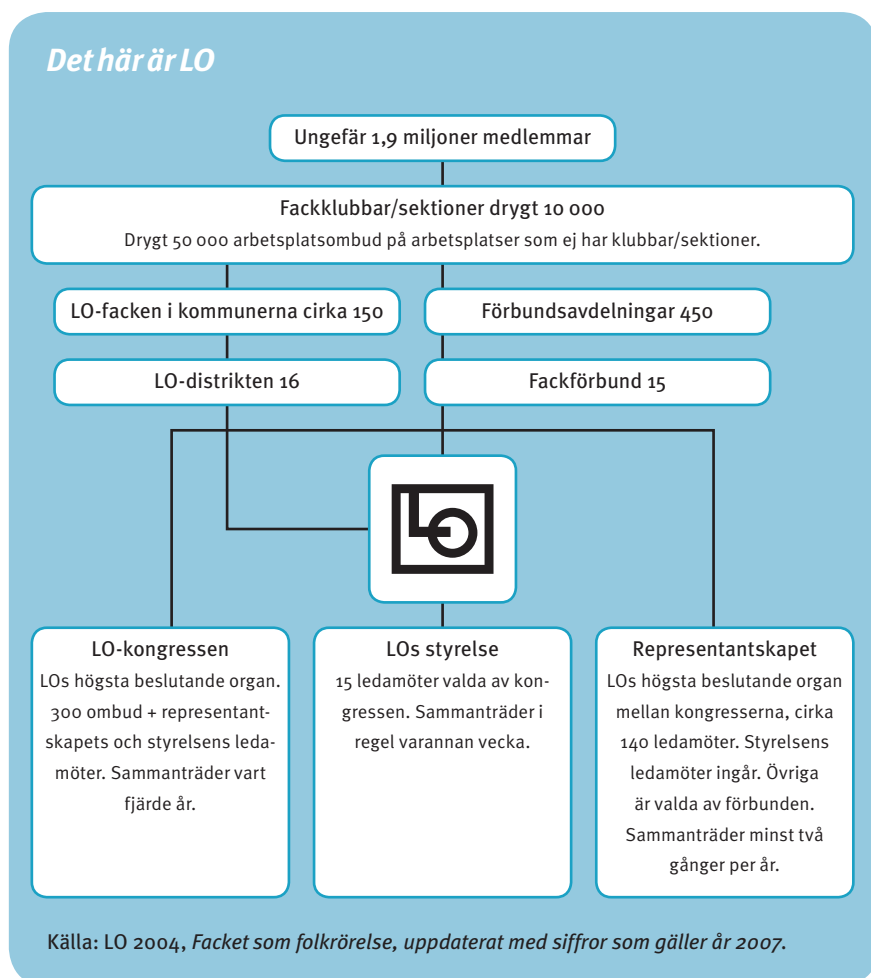 Det här är LO
Ungefär 1,9 miljoner medlemmar
Fackklubbar/sektioner drygt 10 000
Drygt 50 000 arbetsplatsombud på arbetsplatser som ej har klubbar/sektioner.
LO-facken i kommunerna cirka 150
Förbundsavdelningar 450
LO-distrikten 16
Fackförbund 15
LO
LO-kongressen
LOs högsta beslutande organ.
300 ombud + representant-
skapets och styrelsens leda-
möter. Sammanträder vart
fjärde år.
LOs styrelse
15 ledamöter valda av kon-
gressen. Sammanträder i
regel varannan vecka.
Representantskapet
LOs högsta beslutande organ
mellan kongresserna, cirka
140 ledamöter. Styrelsens
ledamöter ingår. Övriga
är valda av förbunden.
Sammanträder minst två
gånger per år.
Källa: LO 2004, Facket som folkrörelse, uppdaterat med siffror som gäller år 2007.